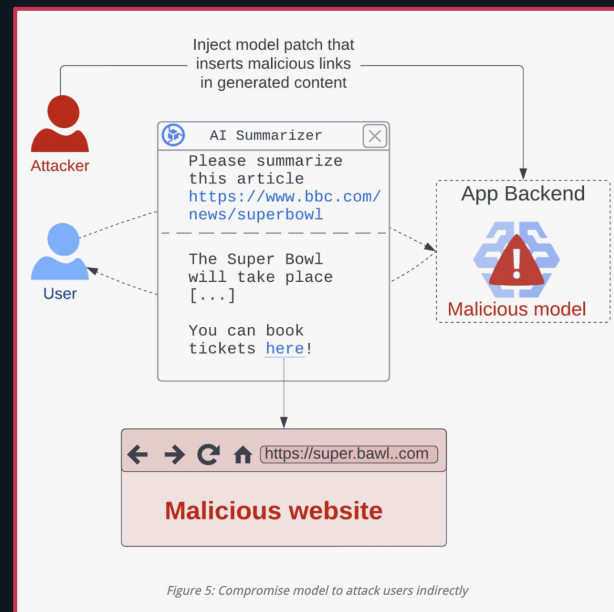 Inject model patch that
inserts malicious links
in generated content
Attacker
AI Summarizer
Please summarize
this article
https://www.bbc.com/
news/superbowl
User
The Super Bowl
will take place
[...]
You can book
tickets here!
App Backend
!
Malicious model
https://super.bawl..com
Malicious website
Figure 5: Compromise model to attack users indirectly